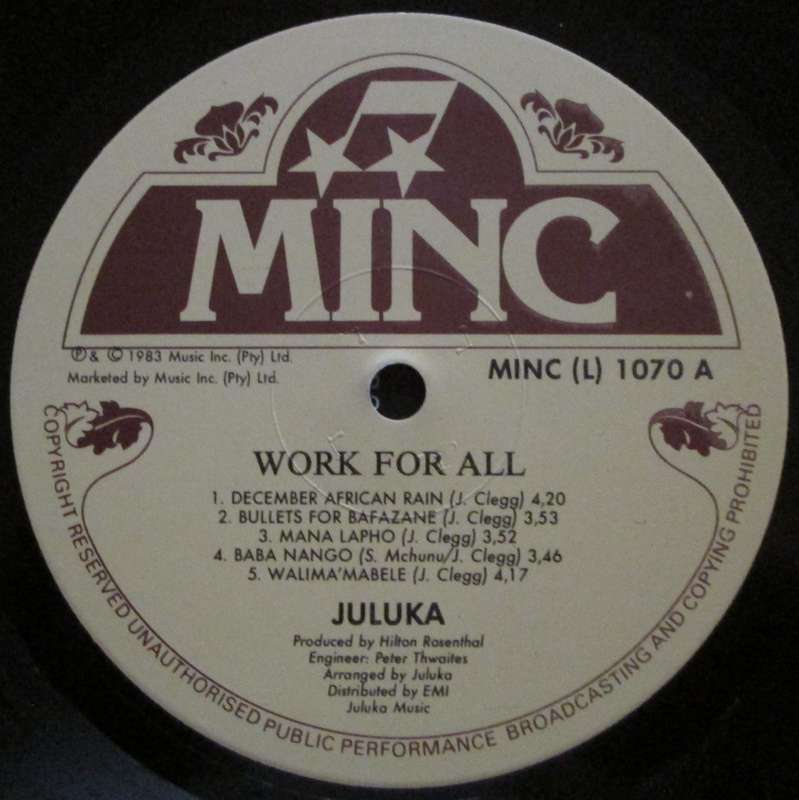 MINC
℗ & © 1983 Music Inc. (Pty) Ltd.
Marketed by Music Inc. (Pty) Ltd.
MINC (L) 1070 A
WORK FOR ALL
1. DECEMBER AFRICAN RAIN (J. Clegg) 4,20
2. BULLETS FOR BAFAZANE (J. Clegg) 3,53
3. MANA LAPHO (J. Clegg) 3,52
4. BABA NANGO (S. Mchunu/J. Clegg) 3,46
5. WALIMA'MABELE (J. Clegg) 4,17
JULUKA
Produced by Hilton Rosenthal
Engineer: Peter Thwaites
Arranged by Juluka
Distributed by EMI
Juluka Music
COPYRIGHT RESERVED UNAUTHORISED PUBLIC PERFORMANCE BROADCASTING AND COPYING PROHIBITED